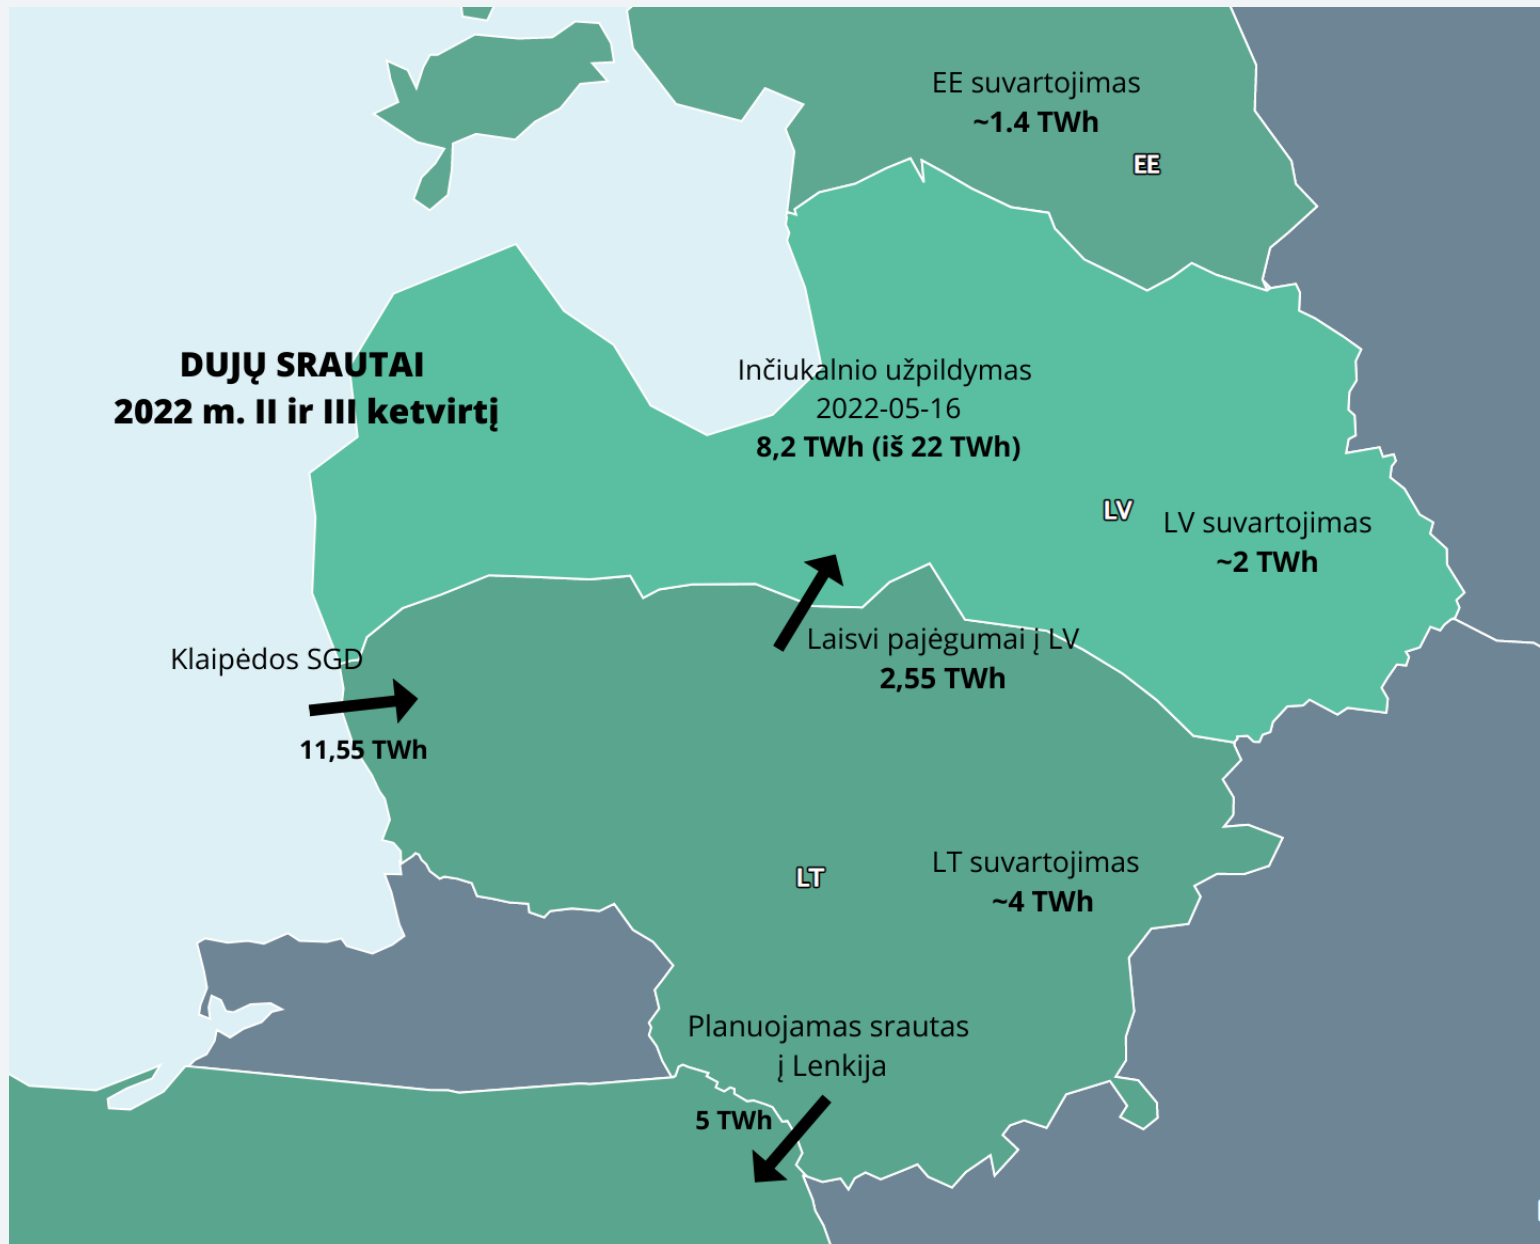 EE suvartojimas
~1.4 TWh
EE
DUJŲ SRAUTAI
2022 m. II ir III ketvirtį
Inčiukalnio užpildymas
2022-05-16
8,2 TWh (iš 22 TWh)
LV
LV suvartojimas
~2 TWh
Laisvi pajėgumai į LV
2,55 TWh
Klaipėdos SGD
11,55 TWh
LT
LT suvartojimas
~4 TWh
Planuojamas srautas
į Lenkija
5 TWh